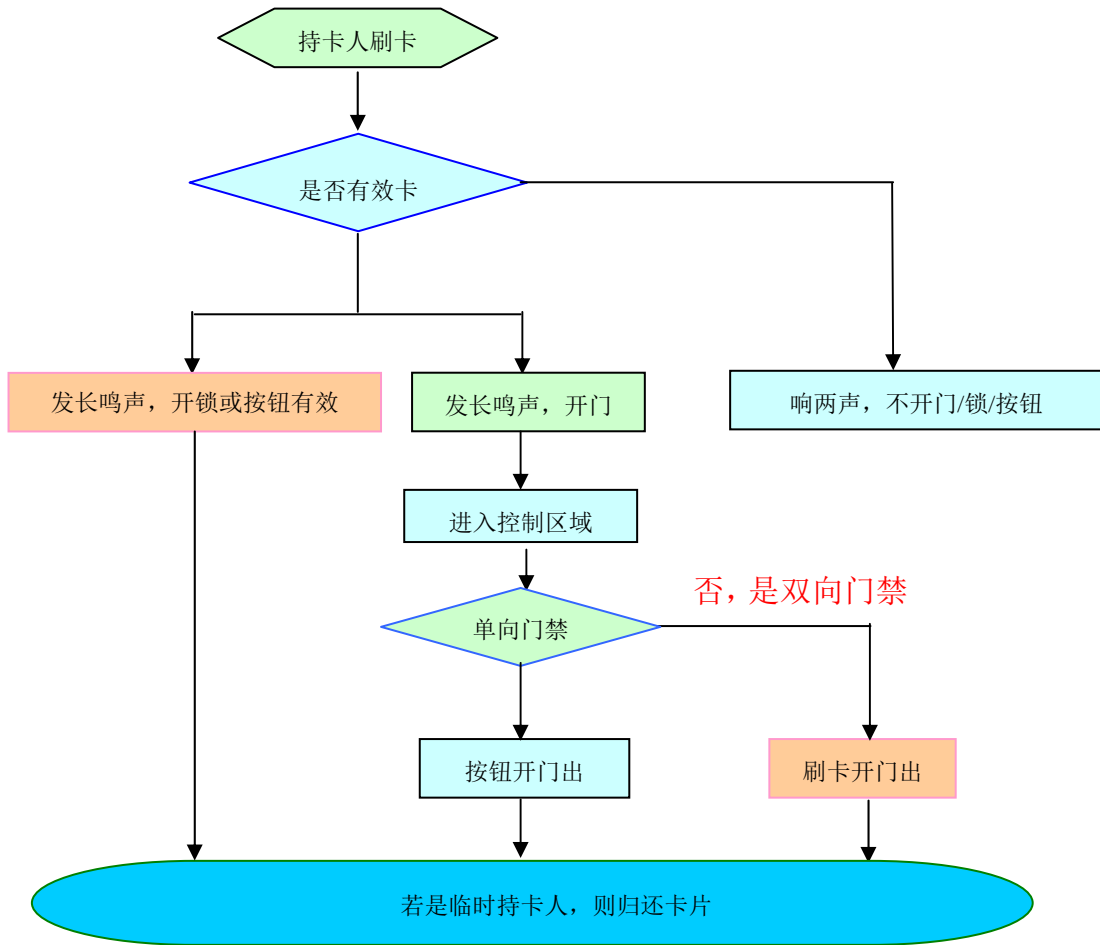 持卡人刷卡
是否有效卡
发长鸣声，开锁或按钮有效
发长鸣声，开门
响两声，不开门/锁/按钮
进入控制区域
否，是双向门禁
单向门禁
按钮开门出
刷卡开门出
若是临时持卡人，则归还卡片